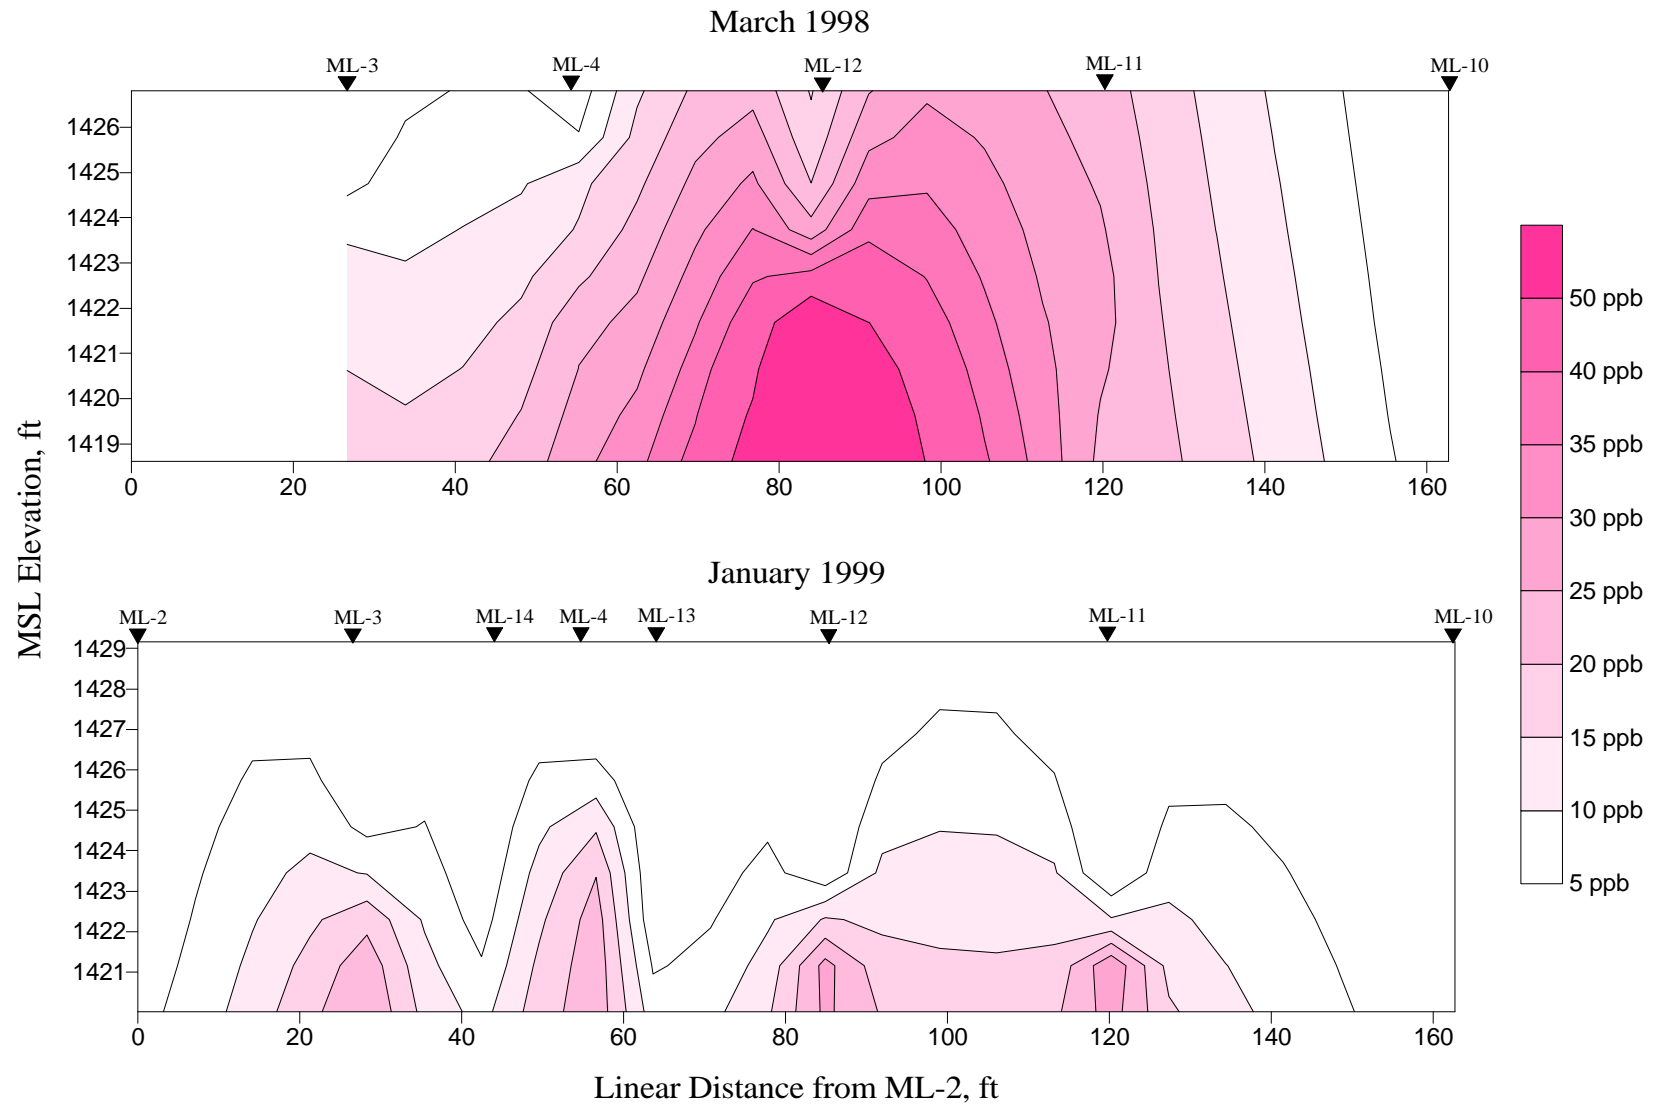 March 1998
ML-3 ML-4 ML-12 ML-11 ML-10
1426
1425
1424
1423
1422
1421
1420
1419
0 20 40 60 80 100 120 140 160
MSL Elevation, ft
January 1999
ML-2 ML-3 ML-14 ML-4 ML-13 ML-12 ML-11 ML-10
1429
1428
1427
1426
1425
1424
1423
1422
1421
0 20 40 60 80 100 120 140 160
Linear Distance from ML-2, ft
50 ppb
40 ppb
35 ppb
30 ppb
25 ppb
20 ppb
15 ppb
10 ppb
5 ppb